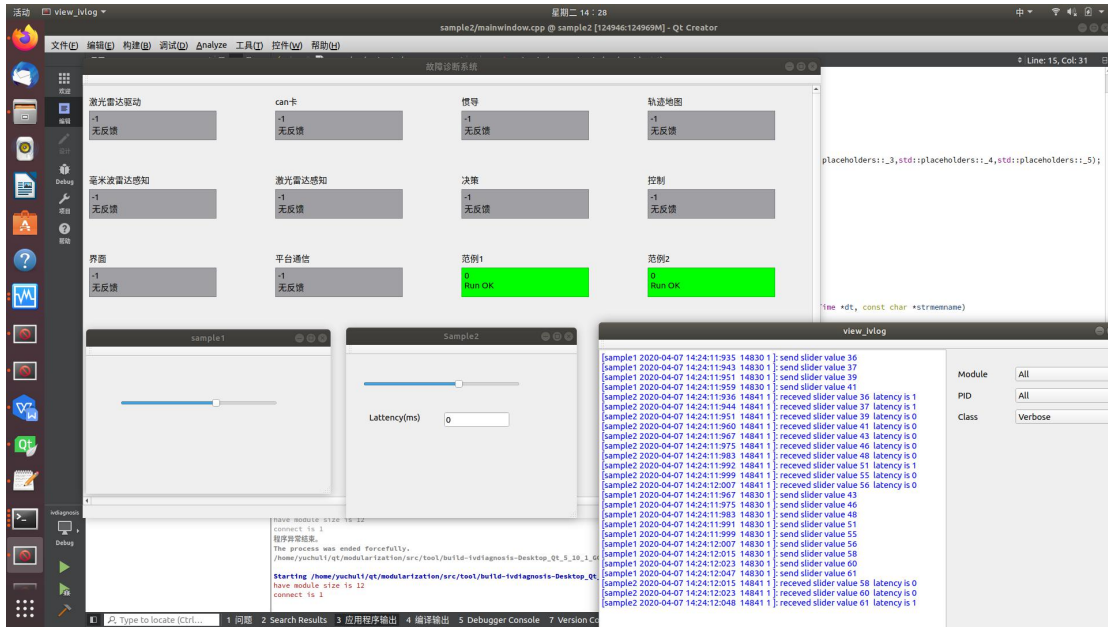 活动 view_ivlog
星期二 14：28
中
sample2/mainwindow.cpp @ sample2 [124946:124969M] - Qt Creator
文件(F) 编辑(E) 构建(B) 调试(D) Analyze 工具(T) 控件(W) 帮助(H)
Line: 15, Col: 31
故障诊断系统
欢迎
编辑
设计
Debug
项目
帮助
激光雷达驱动 can卡 惯导 轨迹地图
-1 -1 -1 -1
无反馈 无反馈 无反馈 无反馈
placeholders::_3,std::placeholders::_4,std::placeholders::_5);
毫米波雷达感知 激光雷达感知 决策 控制
-1 -1 -1 -1
无反馈 无反馈 无反馈 无反馈
界面 平台通信 范例1 范例2
-1 -1 0 0
无反馈 无反馈 Run OK Run OK
ime *dt, const char *strmemname)
sample1
Sample2
Lattency(ms) 0
view_ivlog
[sample1 2020-04-07 14:24:11:935 14830 1 ]: send slider value 36
[sample1 2020-04-07 14:24:11:943 14830 1 ]: send slider value 37
[sample1 2020-04-07 14:24:11:951 14830 1 ]: send slider value 39
[sample1 2020-04-07 14:24:11:959 14830 1 ]: send slider value 41
[sample2 2020-04-07 14:24:11:936 14841 1 ]: receved slider value 36 latency is 1
[sample2 2020-04-07 14:24:11:944 14841 1 ]: receved slider value 37 latency is 1
[sample2 2020-04-07 14:24:11:951 14841 1 ]: receved slider value 39 latency is 0
[sample2 2020-04-07 14:24:11:960 14841 1 ]: receved slider value 41 latency is 0
[sample2 2020-04-07 14:24:11:967 14841 1 ]: receved slider value 43 latency is 0
[sample2 2020-04-07 14:24:11:975 14841 1 ]: receved slider value 46 latency is 0
[sample2 2020-04-07 14:24:11:983 14841 1 ]: receved slider value 48 latency is 0
[sample2 2020-04-07 14:24:11:992 14841 1 ]: receved slider value 51 latency is 1
[sample2 2020-04-07 14:24:11:999 14841 1 ]: receved slider value 55 latency is 0
[sample2 2020-04-07 14:24:12:007 14841 1 ]: receved slider value 56 latency is 0
[sample1 2020-04-07 14:24:11:967 14830 1 ]: send slider value 43
[sample1 2020-04-07 14:24:11:975 14830 1 ]: send slider value 46
[sample1 2020-04-07 14:24:11:983 14830 1 ]: send slider value 48
[sample1 2020-04-07 14:24:11:991 14830 1 ]: send slider value 51
[sample1 2020-04-07 14:24:11:999 14830 1 ]: send slider value 55
[sample1 2020-04-07 14:24:12:007 14830 1 ]: send slider value 56
[sample1 2020-04-07 14:24:12:015 14830 1 ]: send slider value 58
[sample1 2020-04-07 14:24:12:023 14830 1 ]: send slider value 60
[sample1 2020-04-07 14:24:12:047 14830 1 ]: send slider value 61
[sample2 2020-04-07 14:24:12:015 14841 1 ]: receved slider value 58 latency is 0
[sample2 2020-04-07 14:24:12:023 14841 1 ]: receved slider value 60 latency is 0
[sample2 2020-04-07 14:24:12:048 14841 1 ]: receved slider value 61 latency is 1
Module All
PID All
Class Verbose
ivdiagnosis
Debug
have module size is 12
connect is 1
程序异常结束。
The process was ended forcefully.
/home/yuchuli/qt/modularization/src/tool/build-ivdiagnosis-Desktop_Qt_5_10_1_GC
Starting /home/yuchuli/qt/modularization/src/tool/build-ivdiagnosis-Desktop_Qt_
have module size is 12
connect is 1
Type to locate (Ctrl... 1 问题 2 Search Results 3 应用程序输出 4 编译输出 5 Debugger Console 7 Version Co